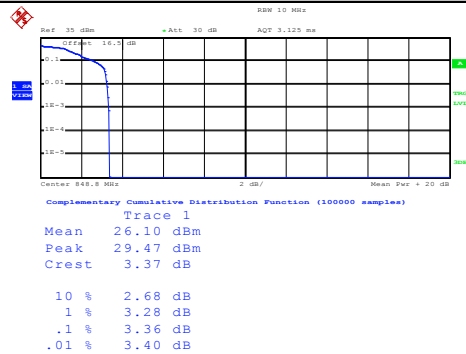 RBW 10 MHz
Ref 35 dBm * Att 30 dB AQT 3.125 ms
Offset 16.5 dB
0.1
0.01
1E-3
1E-4
1E-5
1 SA
VIEW
A
TRG
LVL
3DB
Center 848.8 MHz 2 dB/ Mean Pwr + 20 dB
Complementary Cumulative Distribution Function (100000 samples)
Trace 1
Mean 26.10 dBm
Peak 29.47 dBm
Crest 3.37 dB
10 % 2.68 dB
1 % 3.28 dB
.1 % 3.36 dB
.01 % 3.40 dB